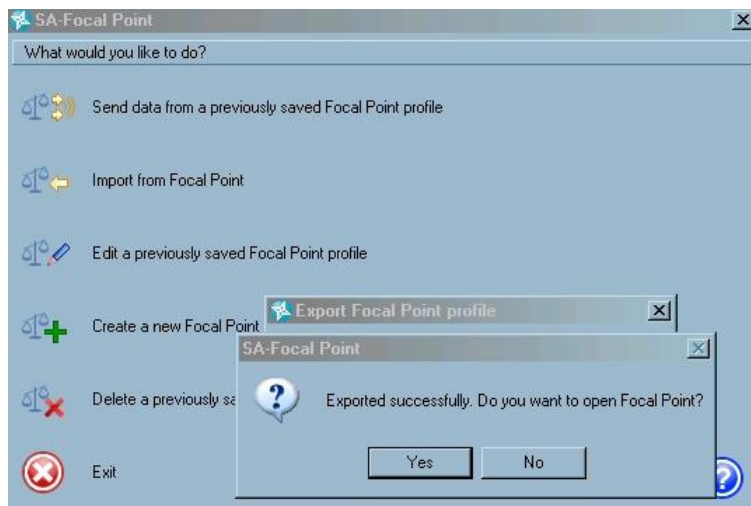 SA-Focal Point
What would you like to do?
Send data from a previously saved Focal Point profile
Import from Focal Point
Edit a previously saved Focal Point profile
Create a new Focal Point
Export Focal Point profile
SA-Focal Point
Delete a previously
Exported successfully. Do you want to open Focal Point?
Yes
No
Exit